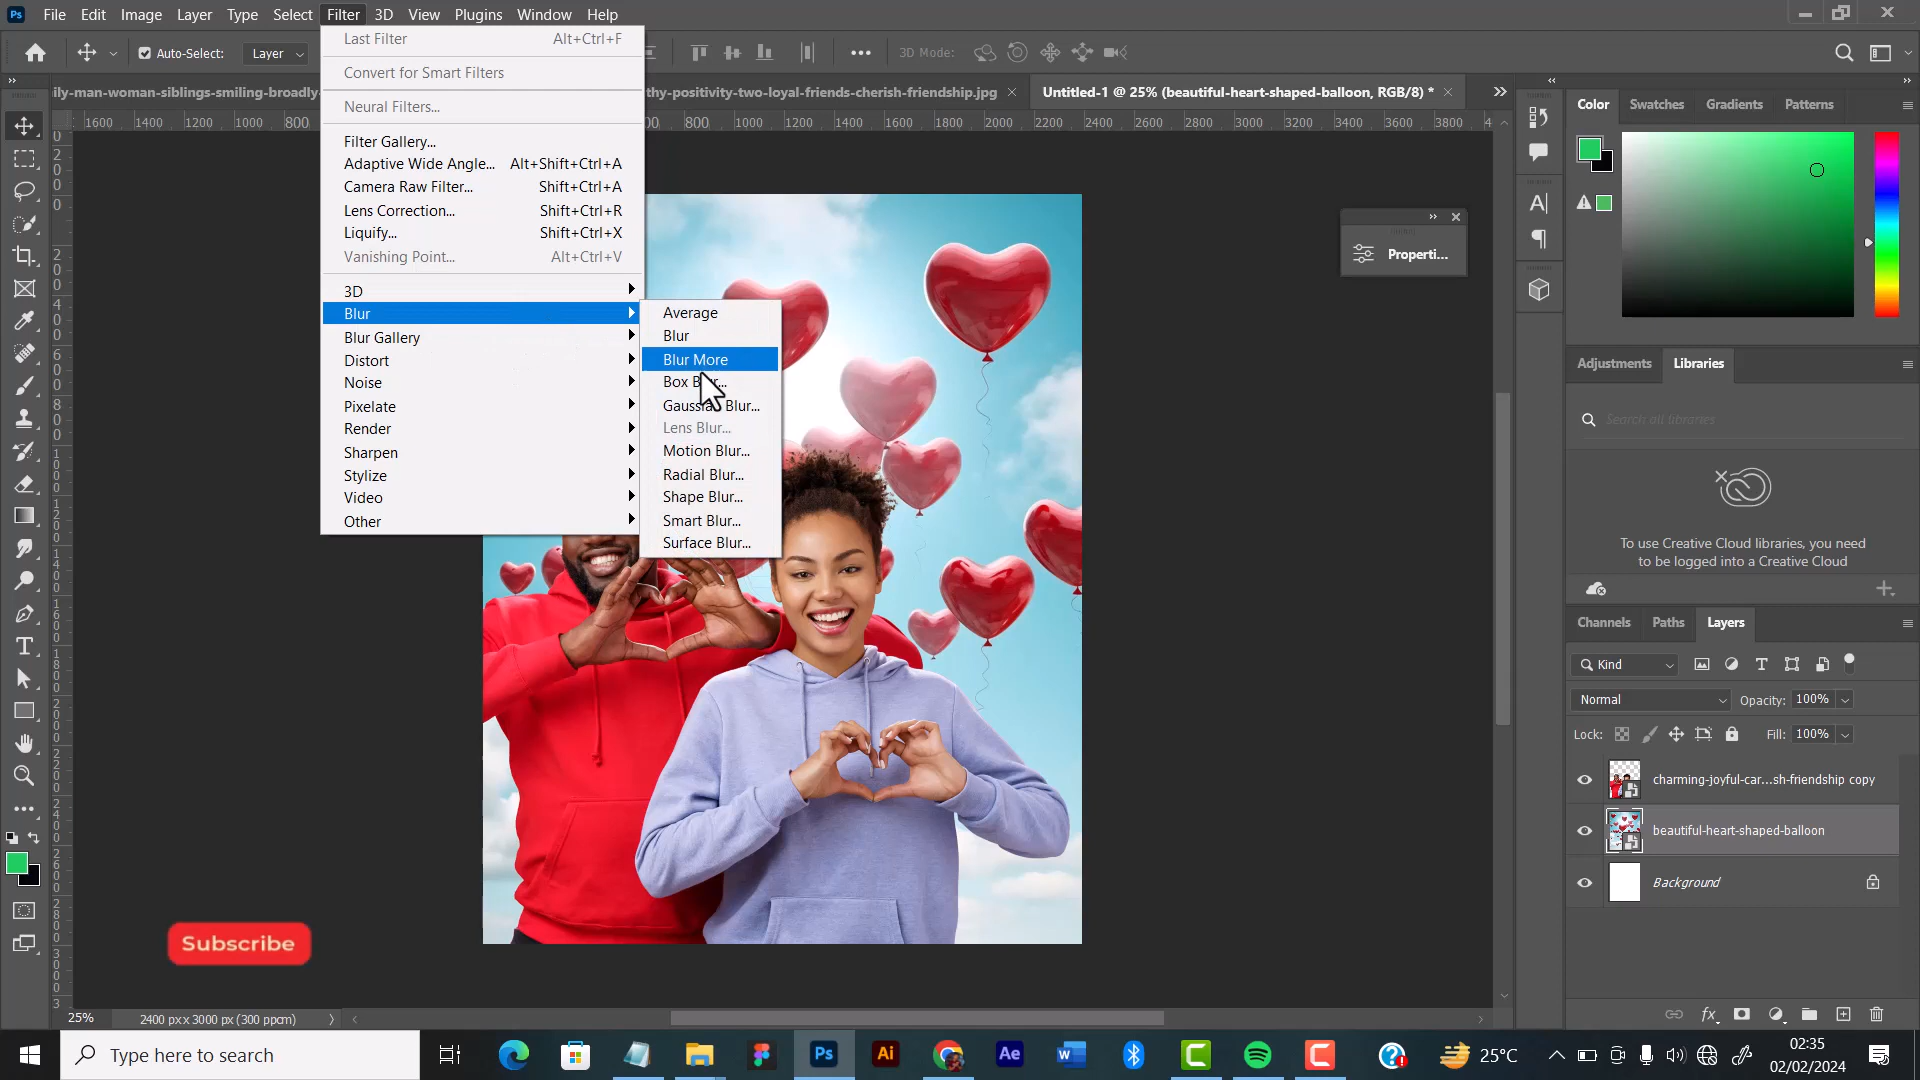 File Edit Image Layer Type Select Filter 3D View Plugins Window Help
Auto-Select: Layer 3D Mode:
ily-man-woman-siblings-smiling-broadly- thy-positivity-two-loyal-friends-cherish-friendship.jpg Untitled-1 @ 25% (beautiful-heart-shaped-balloon, RGB/8) *
1600 1400 1200 1000 800 800 1000 1200 1400 1600 1800 2000 2200 2400 2600 2800 3000 3200 3400 3600 3800
Last Filter Alt+Ctrl+F
Convert for Smart Filters
Neural Filters...
Filter Gallery...
Adaptive Wide Angle... Alt+Shift+Ctrl+A
Camera Raw Filter... Shift+Ctrl+A
Lens Correction... Shift+Ctrl+R
Liquify... Shift+Ctrl+X
Vanishing Point... Alt+Ctrl+V
3D
Blur
Blur Gallery
Distort
Noise
Pixelate
Render
Sharpen
Stylize
Video
Other
Average
Blur
Blur More
Box Blur...
Gaussian Blur...
Lens Blur...
Motion Blur...
Radial Blur...
Shape Blur...
Smart Blur...
Surface Blur...
Properti...
Color Swatches Gradients Patterns
Adjustments Libraries
Search all libraries
To use Creative Cloud libraries, you need
to be logged into a Creative Cloud
Channels Paths Layers
Kind
Normal Opacity: 100%
Lock: Fill: 100%
charming-joyful-car...sh-friendship copy
beautiful-heart-shaped-balloon
Background
Subscribe
25% 2400 px x 3000 px (300 ppcm)
Type here to search
25°C
02:35
02/02/2024